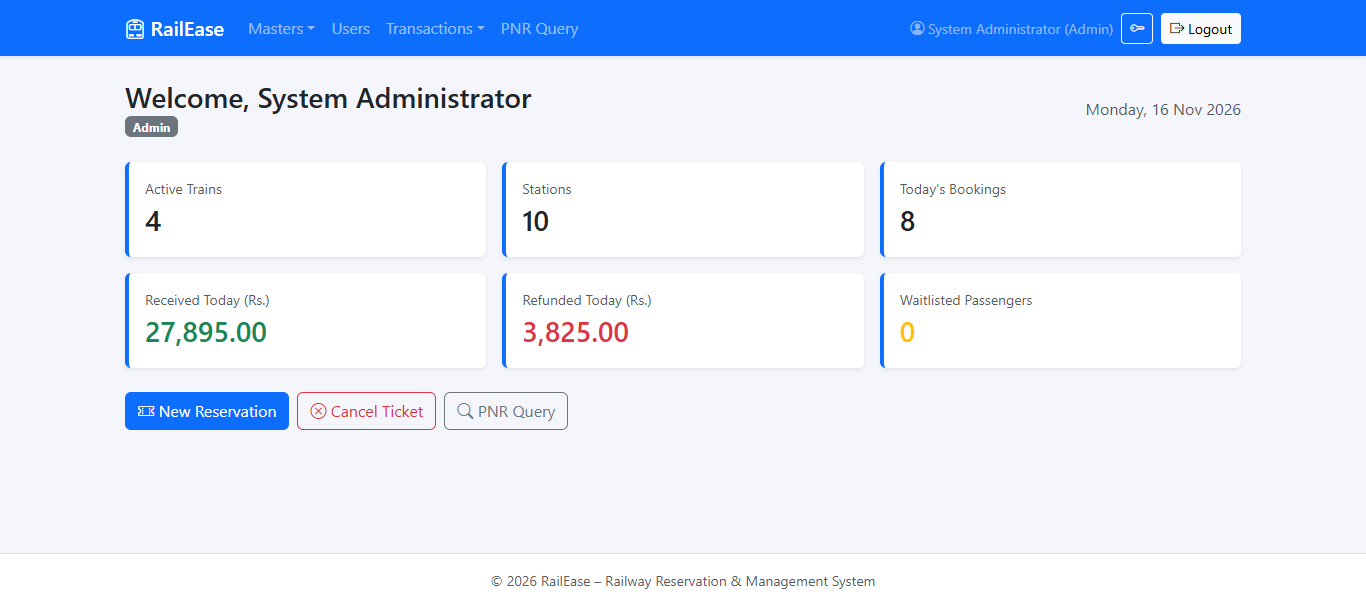 RailEase Masters Users Transactions PNR Query System Administrator (Admin) Logout
Welcome, System Administrator
Admin
Monday, 16 Nov 2026
Active Trains
4
Stations
10
Today's Bookings
8
Received Today (Rs.)
27,895.00
Refunded Today (Rs.)
3,825.00
Waitlisted Passengers
0
New Reservation Cancel Ticket PNR Query
© 2026 RailEase – Railway Reservation & Management System